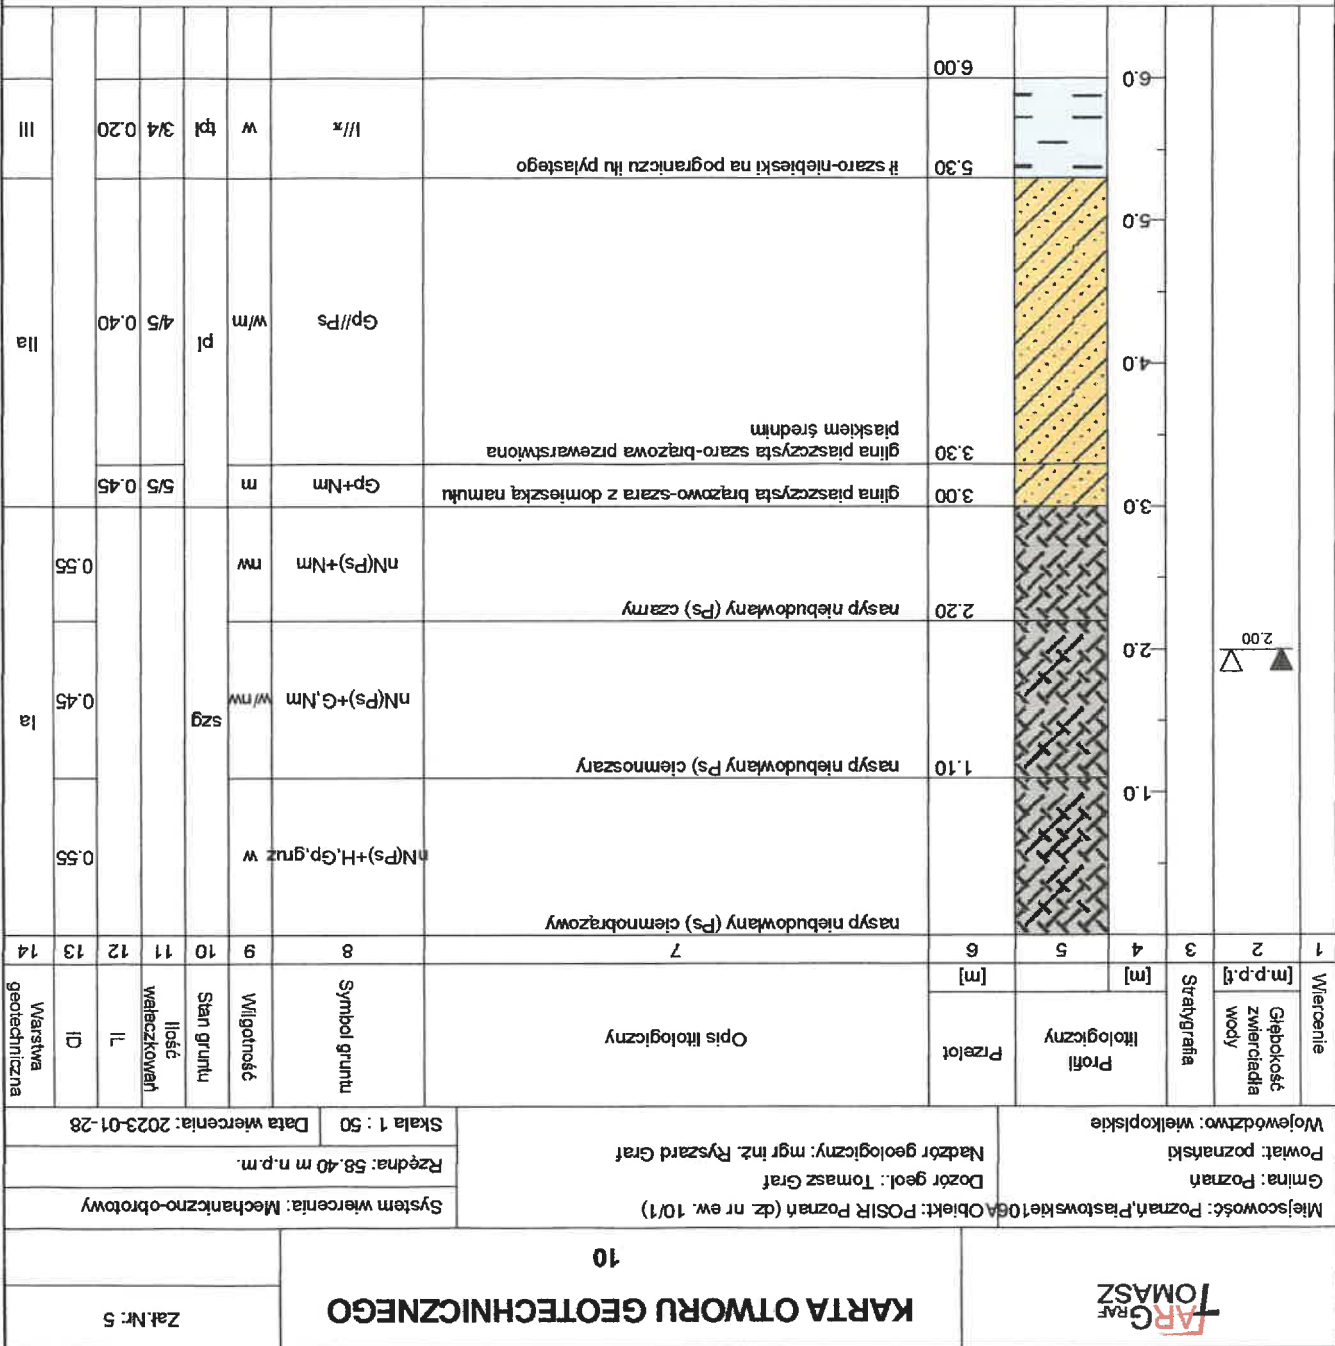 TARG GRAF
TOMASZ
KARTA OTWORU GEOTECHNICZNEGO
10
Zał.Nr: 5
Miejscowość: Poznań,Piastowskie106A
Gmina: Poznań
Powiat: poznański
Województwo: wielkoplskie
Obiekt: POSIR Poznań (dz. nr ew. 10/1)
Dozór geol.: Tomasz Graf
Nadzór geologiczny: mgr inż. Ryszard Graf
System wiercenia: Mechaniczno-obrotowy
Rzędna: 58.40 m n.p.m.
Skala 1 : 50
Data wiercenia: 2023-01-28
Wiercenie
Głębokość zwierciadła wody
[m.p.p.t]
Stratygrafia
[m]
Profil litologiczny
Przelot
[m]
Opis litologiczny
Symbol gruntu
Wilgotność
Stan gruntu
Ilość wałeczkowań
IL
ID
Warstwa geotechniczna
1 2 3 4 5 6 7 8 9 10 11 12 13 14
nasyp niebudowlany (Ps) ciemnobrązowy
nN(Ps)+H,Gp,gruz w 0.55
1.0
1.10 nasyp niebudowlany Ps) ciemnoszary
nN(Ps)+G,Nm w/nw szg 0.45 Ia
2.00
2.0
2.20 nasyp niebudowlany (Ps) czarny
nN(Ps)+Nm nw 0.55
3.0
3.00 glina piaszczysta brązowo-szara z domieszką namułu
Gp+Nm m 5/5 0.45
3.30 glina piaszczysta szaro-brązowa przewarstwiona
piaskiem średnim
4.0
Gp//Ps w/m pl 4/5 0.40 IIa
5.0
5.30 ił szaro-niebieski na pograniczu iłu pylastego
I//π w tpl 3/4 0.20 III
6.0
6.00